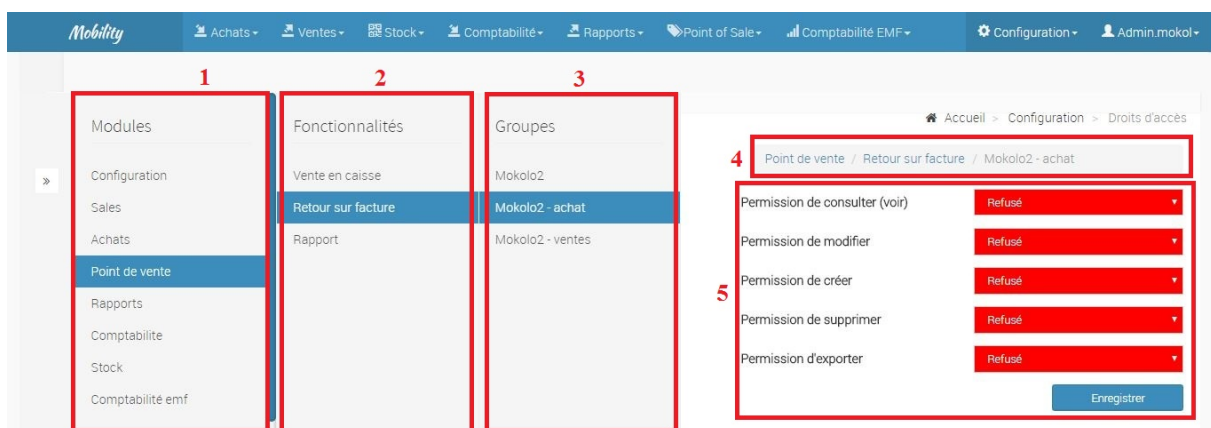 Mobility Achats Ventes Stock Comptabilité Rapports Point of Sale Comptabilité EMF Configuration Admin.mokol
1 2 3
Modules
Configuration
Sales
Achats
Point de vente
Rapports
Comptabilite
Stock
Comptabilité emf
Fonctionnalités
Vente en caisse
Retour sur facture
Rapport
Groupes
Mokolo2
Mokolo2 - achat
Mokolo2 - ventes
»
Accueil > Configuration > Droits d'accès
4
Point de vente / Retour sur facture / Mokolo2 - achat
5
Permission de consulter (voir) Refusé
Permission de modifier Refusé
Permission de créer Refusé
Permission de supprimer Refusé
Permission d'exporter Refusé
Enregistrer